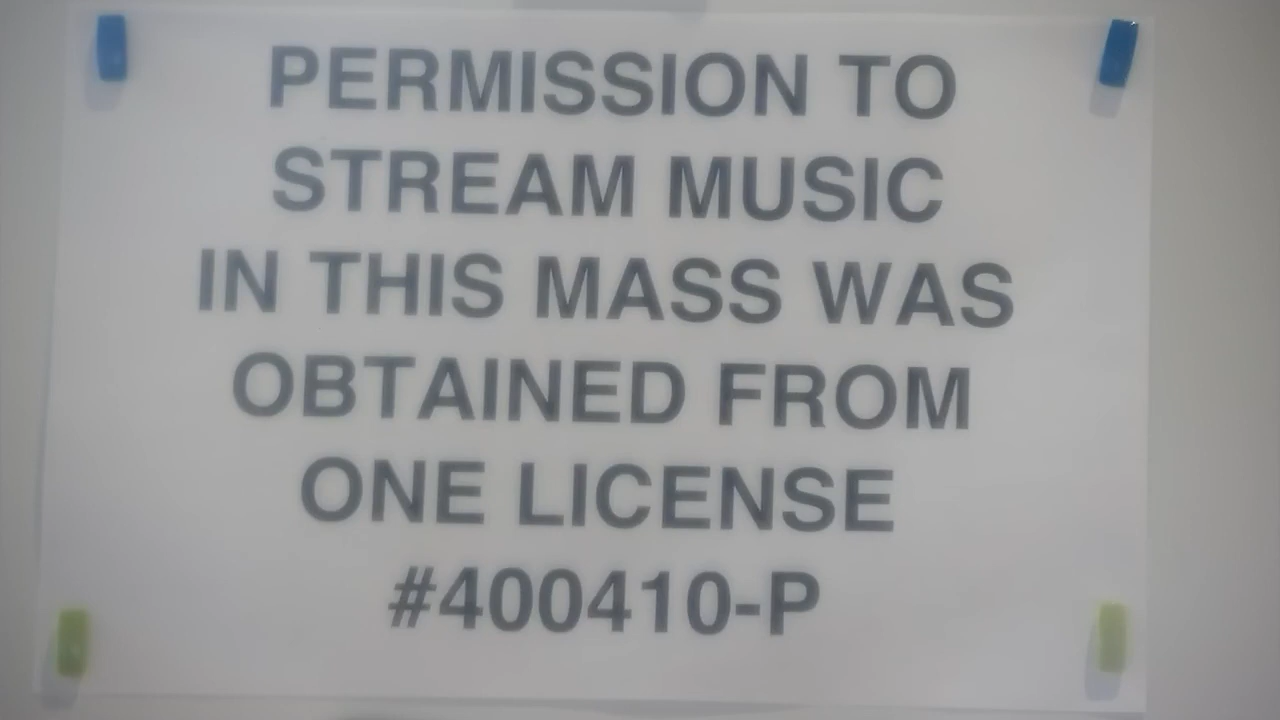 PERMISSION TO
STREAM MUSIC
IN THIS MASS WAS
OBTAINED FROM
ONE LICENSE
#400410-P